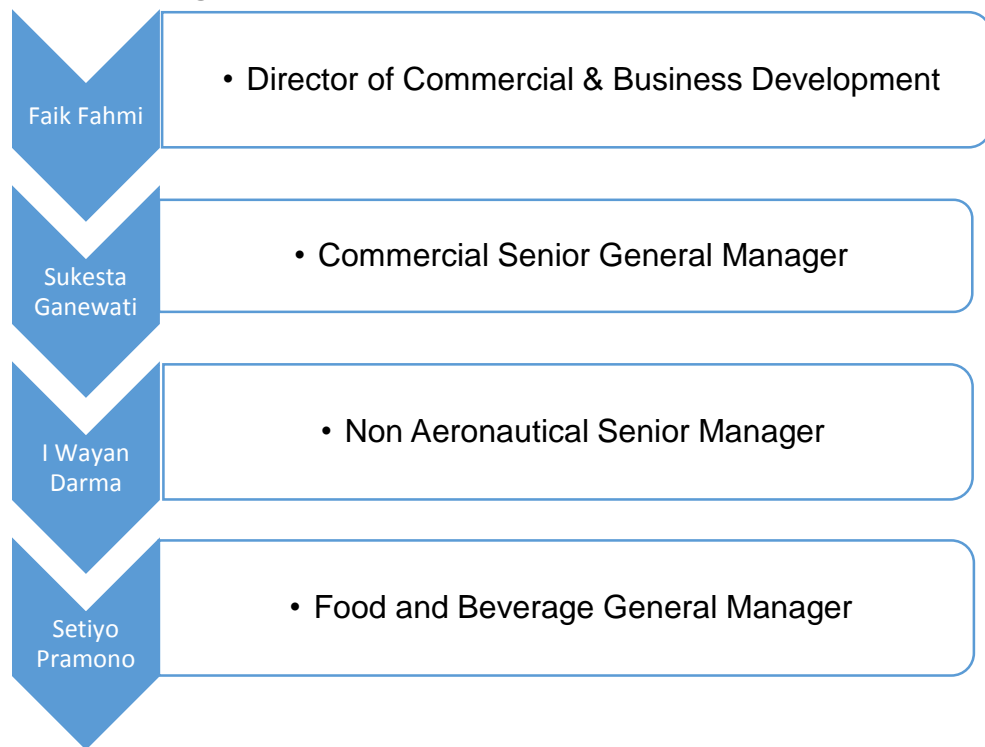 Faik Fahmi
• Director of Commercial & Business Development
Sukesta
Ganewati
• Commercial Senior General Manager
I Wayan
Darma
• Non Aeronautical Senior Manager
Setiyo
Pramono
• Food and Beverage General Manager